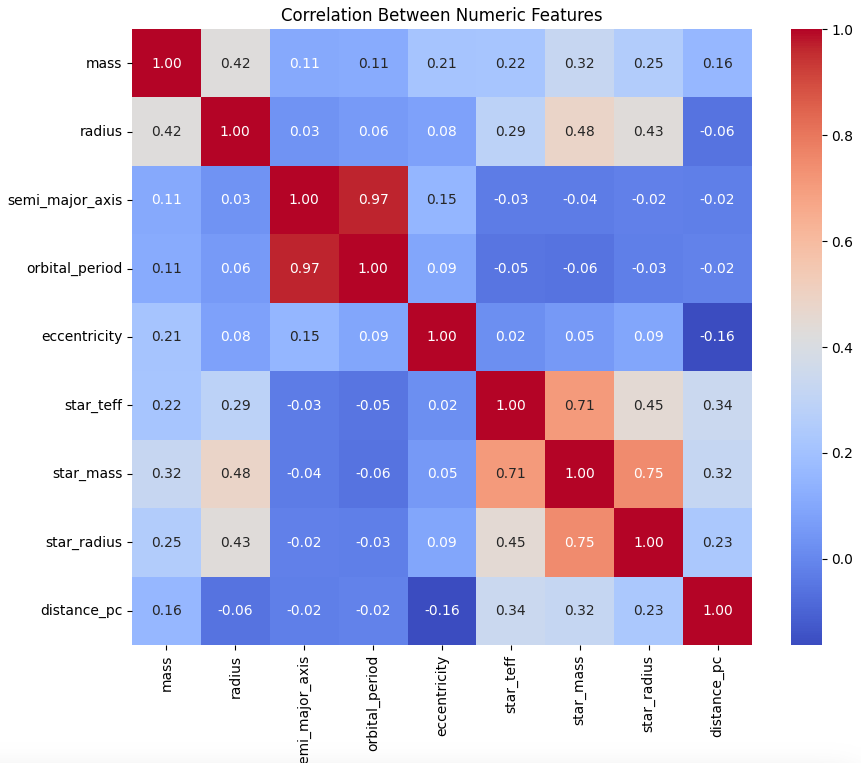 Correlation Between Numeric Features
mass 1.00 0.42 0.11 0.11 0.21 0.22 0.32 0.25 0.16
radius 0.42 1.00 0.03 0.06 0.08 0.29 0.48 0.43 -0.06
semi_major_axis 0.11 0.03 1.00 0.97 0.15 -0.03 -0.04 -0.02 -0.02
orbital_period 0.11 0.06 0.97 1.00 0.09 -0.05 -0.06 -0.03 -0.02
eccentricity 0.21 0.08 0.15 0.09 1.00 0.02 0.05 0.09 -0.16
star_teff 0.22 0.29 -0.03 -0.05 0.02 1.00 0.71 0.45 0.34
star_mass 0.32 0.48 -0.04 -0.06 0.05 0.71 1.00 0.75 0.32
star_radius 0.25 0.43 -0.02 -0.03 0.09 0.45 0.75 1.00 0.23
distance_pc 0.16 -0.06 -0.02 -0.02 -0.16 0.34 0.32 0.23 1.00
mass
radius
emi_major_axis
orbital_period
eccentricity
star_teff
star_mass
star_radius
distance_pc
1.0
0.8
0.6
0.4
0.2
0.0